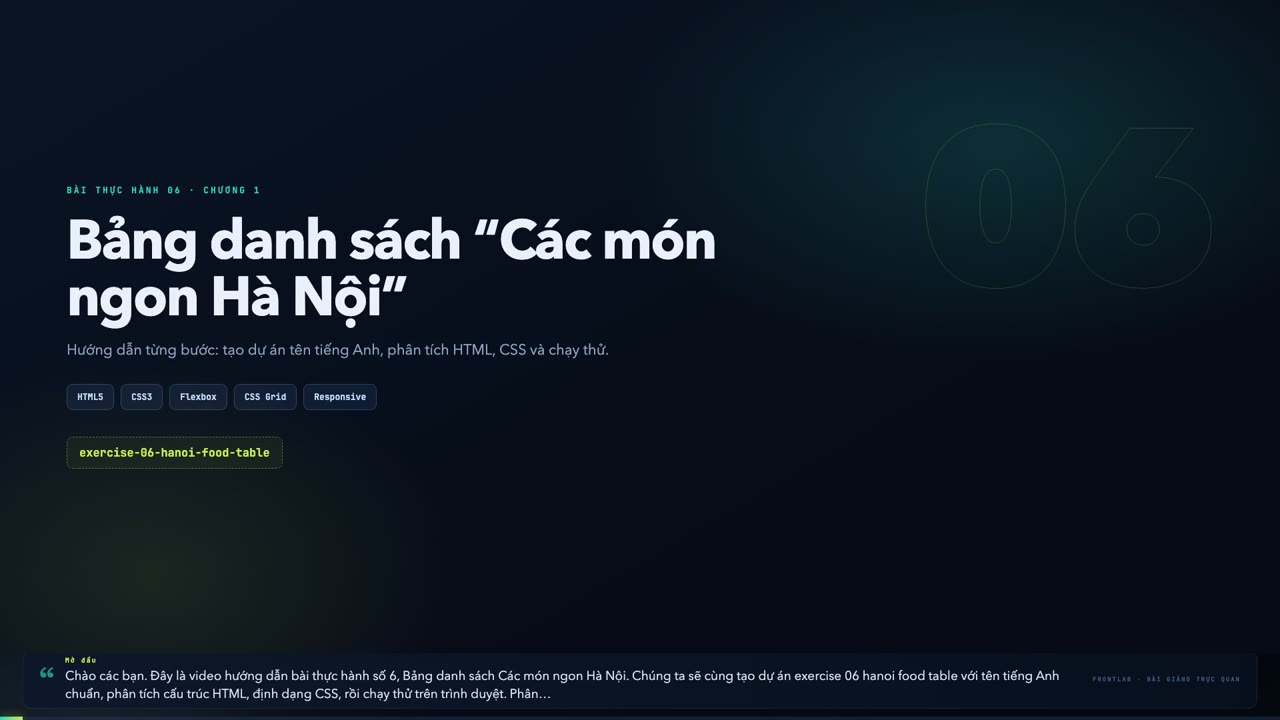 06
BÀI THỰC HÀNH 06 · CHƯƠNG 1
Bảng danh sách “Các món
ngon Hà Nội”
Hướng dẫn từng bước: tạo dự án tên tiếng Anh, phân tích HTML, CSS và chạy thử.
HTML5 CSS3 Flexbox CSS Grid Responsive
exercise-06-hanoi-food-table
“
Mở đầu
Chào các bạn. Đây là video hướng dẫn bài thực hành số 6, Bảng danh sách Các món ngon Hà Nội. Chúng ta sẽ cùng tạo dự án exercise 06 hanoi food table với tên tiếng Anh
chuẩn, phân tích cấu trúc HTML, định dạng CSS, rồi chạy thử trên trình duyệt. Phân…
FRONTLAB · BÀI GIẢNG TRỰC QUAN